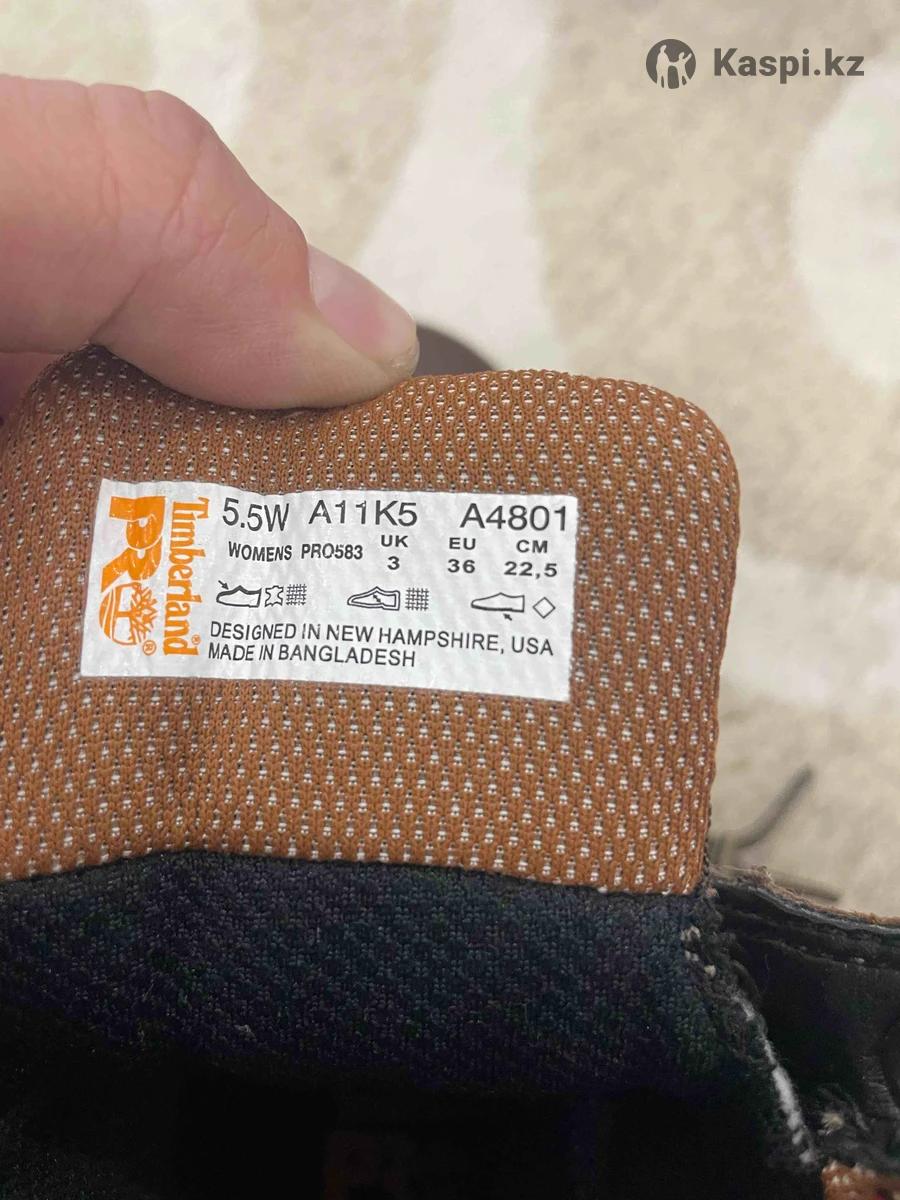 Kaspi.kz
Timberland®
PRO®
5.5W A11K5 A4801
WOMENS PRO583 UK EU CM
3 36 22,5
DESIGNED IN NEW HAMPSHIRE, USA
MADE IN BANGLADESH